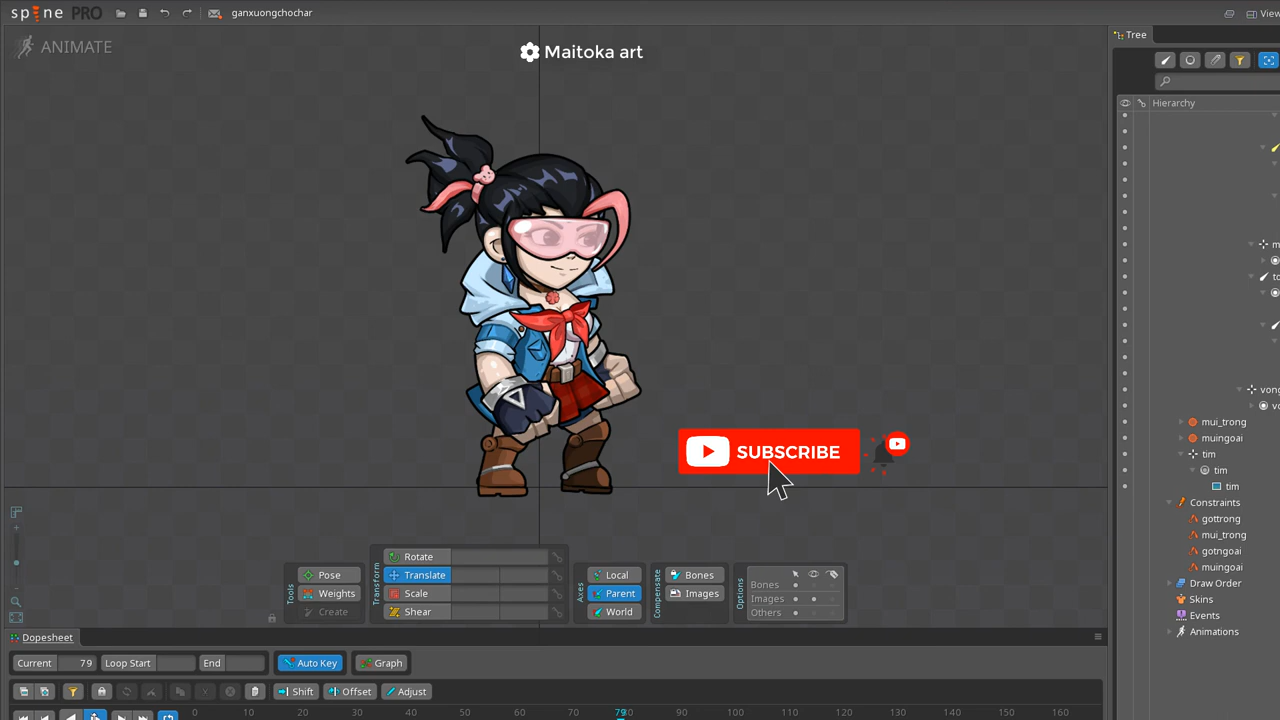 spine PRO
ganxuongchochar
View
ANIMATE
Maitoka art
Tree
Hierarchy
SUBSCRIBE
mui_trong
muingoai
tim
tim
tim
Constraints
gottrong
mui_trong
gotngoai
muingoai
Draw Order
Skins
Events
Animations
Tools
Pose
Weights
Create
Transform
Rotate
Translate
Scale
Shear
Axes
Local
Parent
World
Compensate
Bones
Images
Options
Bones
Images
Others
Dopesheet
Current 79 Loop Start End Auto Key Graph
Shift Offset Adjust
0 10 20 30 40 50 60 70 79 90 100 110 120 130 140 150 160